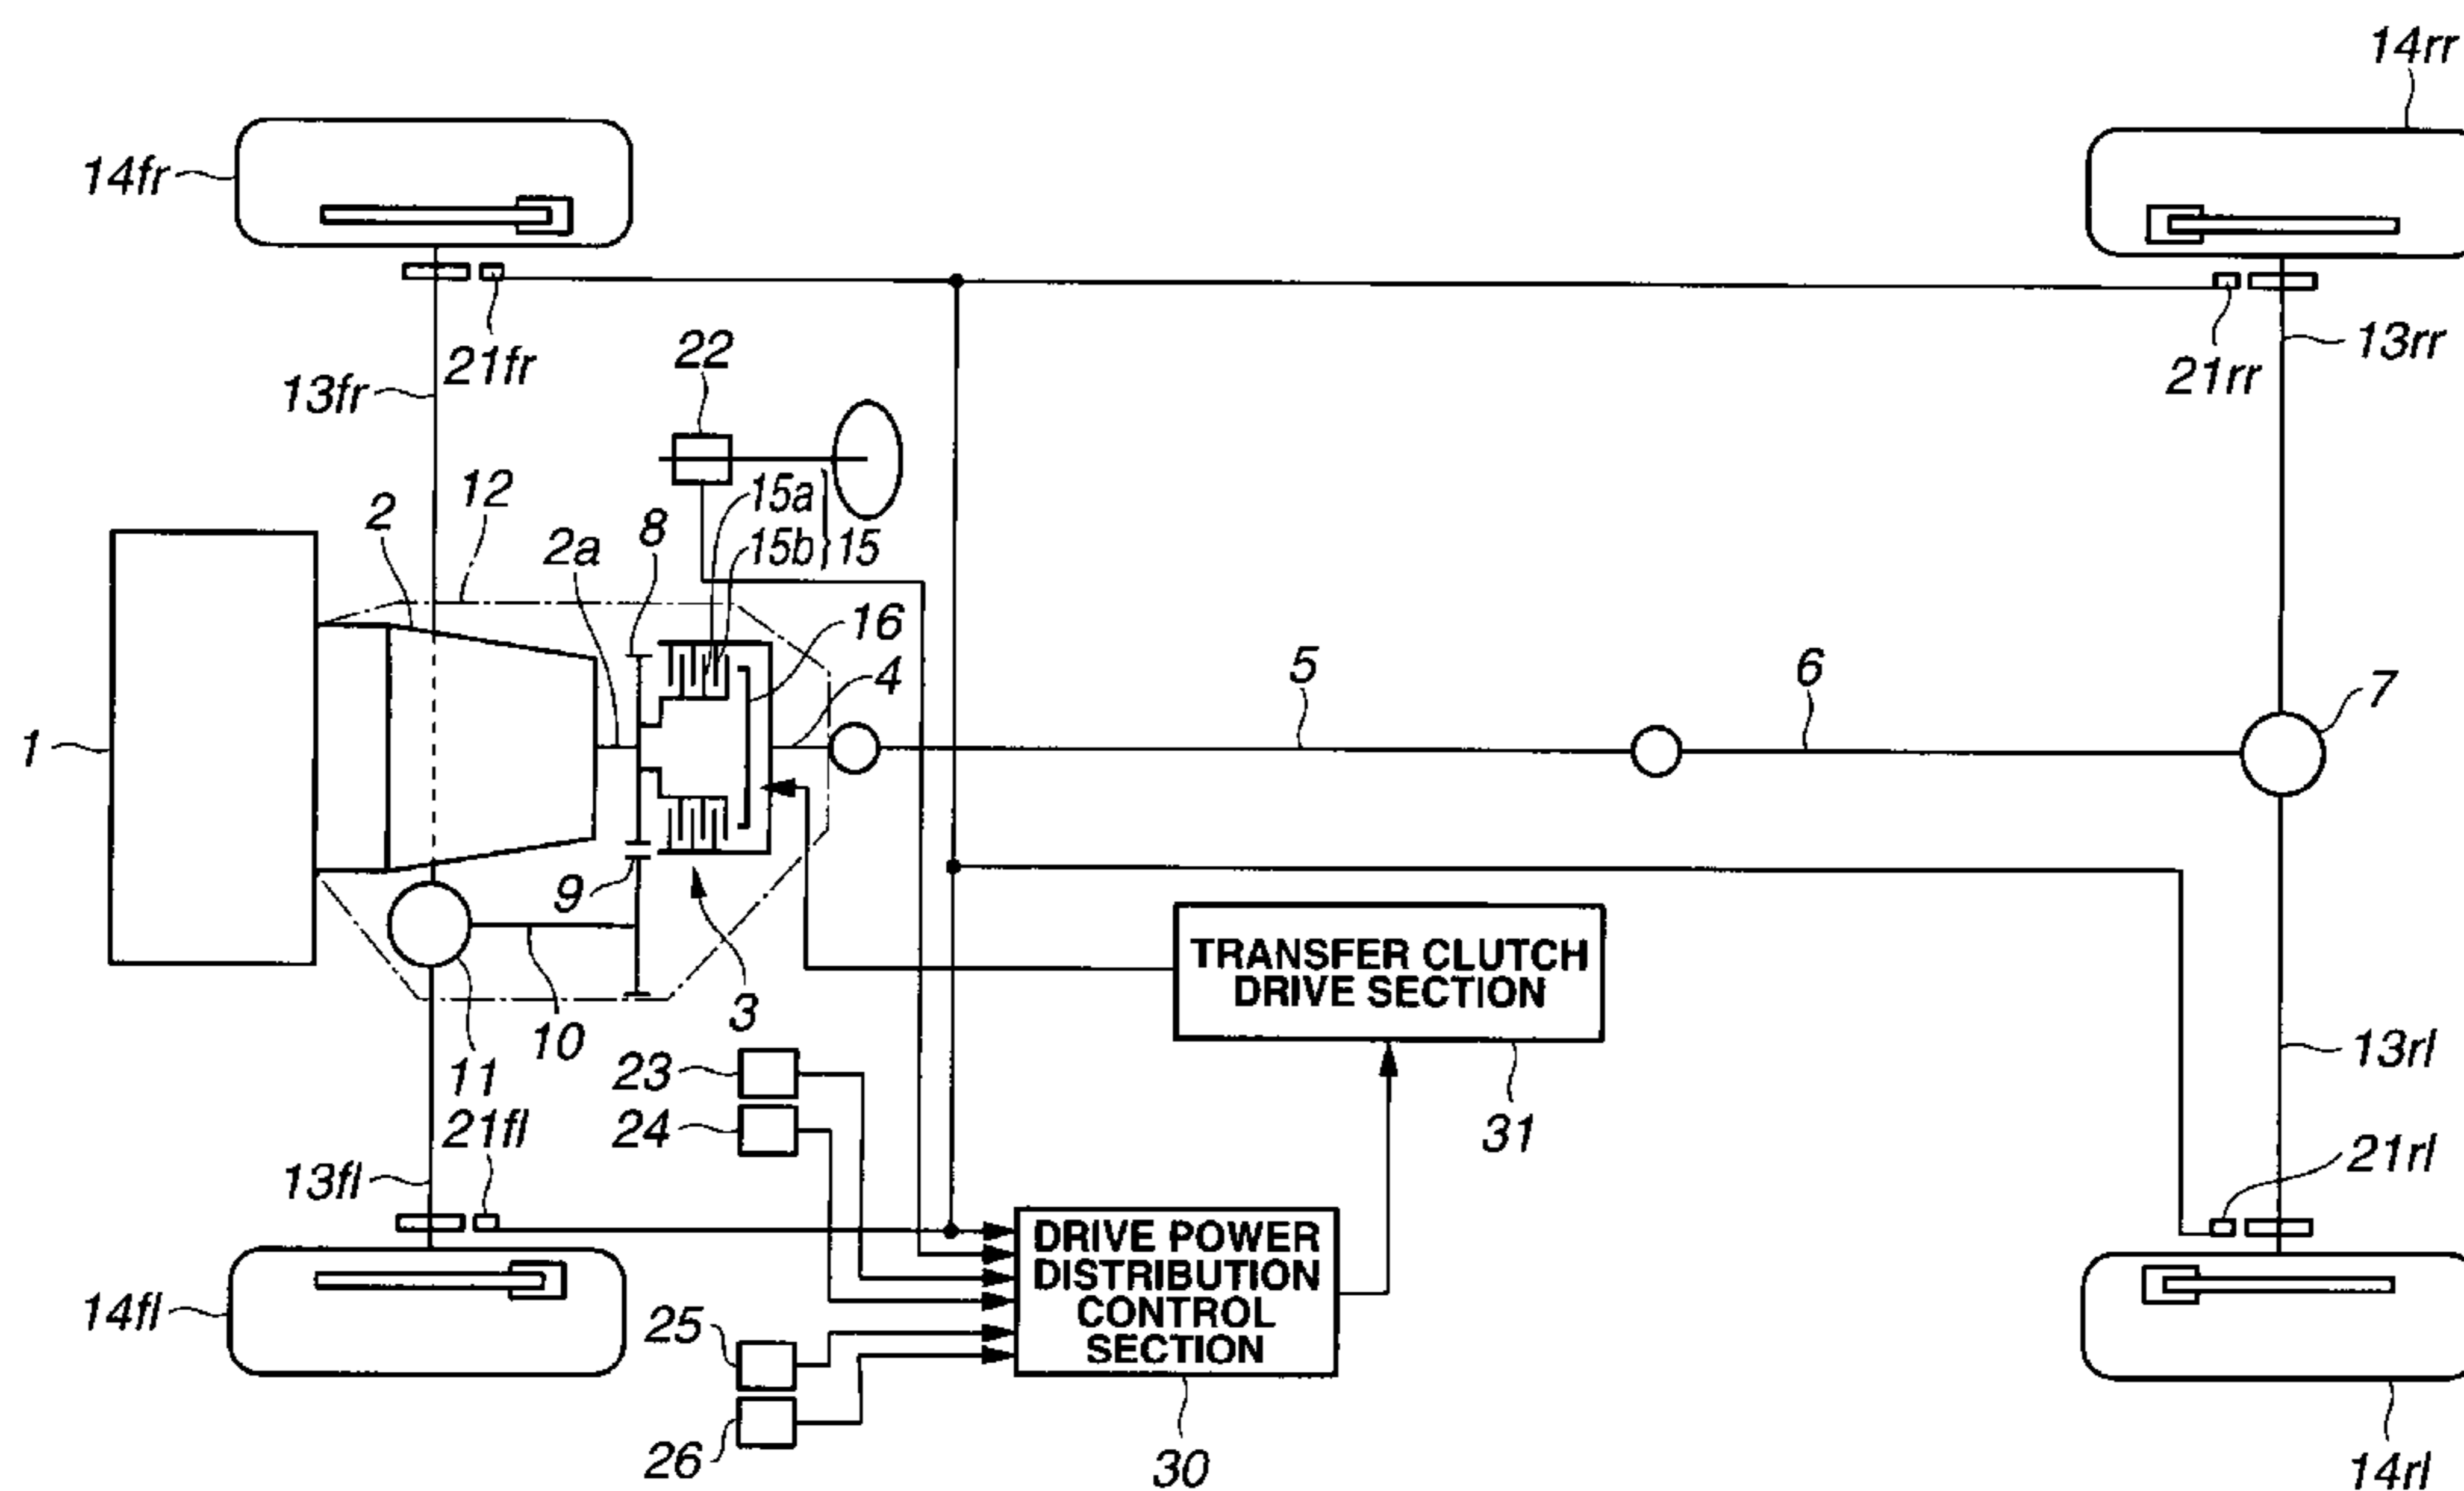 14rr
14fr
21fr
13fr
22
21rr
13rr
12
2
2a
8
15a
15b
15
16
4
5
6
7
1
9
3
10
11
TRANSFER CLUTCH
DRIVE SECTION
31
13rl
23
24
21fl
13fl
21rl
14fl
25
26
DRIVE POWER
DISTRIBUTION
CONTROL
SECTION
30
14rl